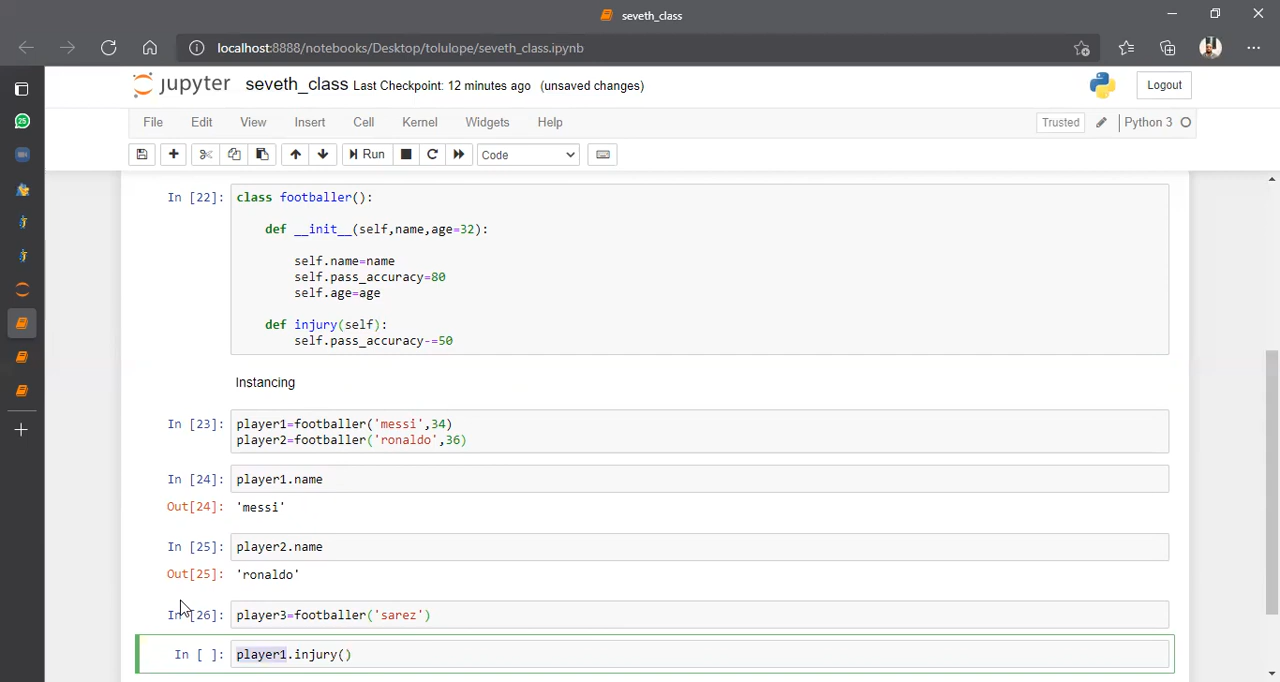 seveth_class
localhost:8888/notebooks/Desktop/tolulope/seveth_class.ipynb
jupyter seveth_class Last Checkpoint: 12 minutes ago (unsaved changes) Logout
File Edit View Insert Cell Kernel Widgets Help Trusted Python 3
Run Code
In [22]: class footballer():
def __init__(self,name,age=32):
self.name=name
self.pass_accuracy=80
self.age=age
def injury(self):
self.pass_accuracy-=50
Instancing
In [23]: player1=footballer('messi',34)
player2=footballer('ronaldo',36)
In [24]: player1.name
Out[24]: 'messi'
In [25]: player2.name
Out[25]: 'ronaldo'
In [26]: player3=footballer('sarez')
In [ ]: player1.injury()